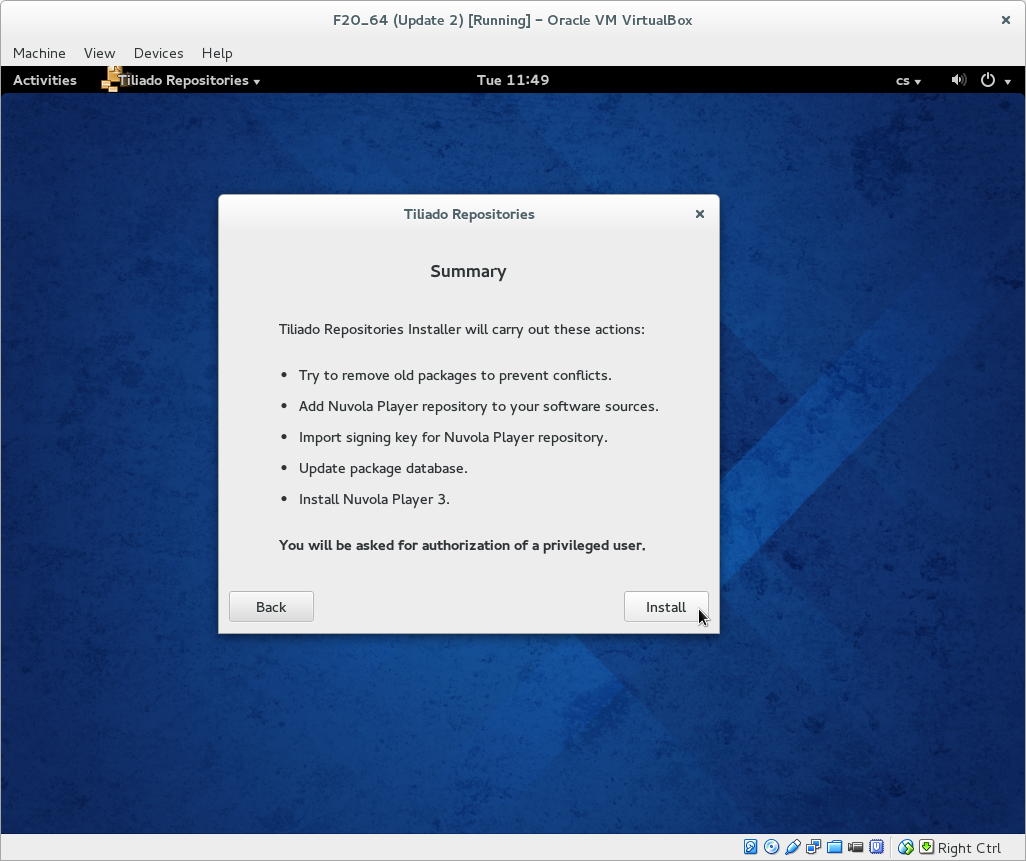 F20_64 (Update 2) [Running] – Oracle VM VirtualBox
Machine View Devices Help
Activities Tiliado Repositories Tue 11:49 cs
Tiliado Repositories
Summary
Tiliado Repositories Installer will carry out these actions:
• Try to remove old packages to prevent conflicts.
• Add Nuvola Player repository to your software sources.
• Import signing key for Nuvola Player repository.
• Update package database.
• Install Nuvola Player 3.
You will be asked for authorization of a privileged user.
Back Install
Right Ctrl